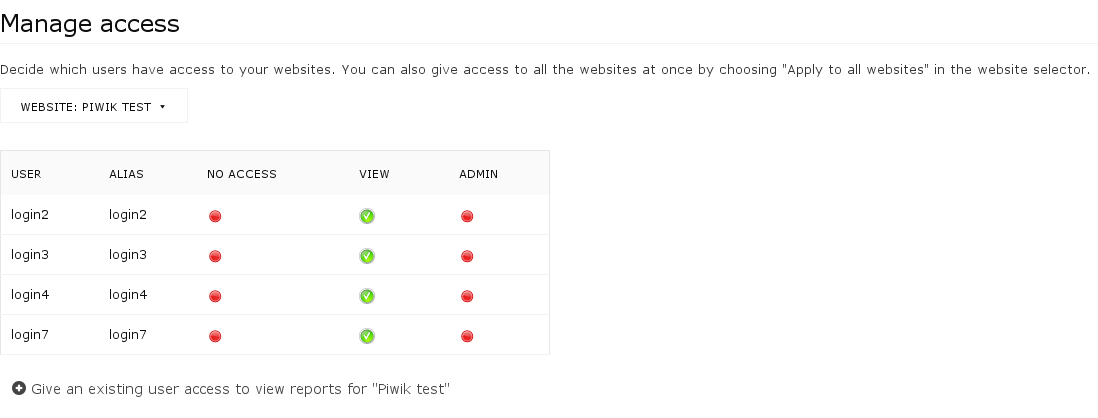 Manage access
Decide which users have access to your websites. You can also give access to all the websites at once by choosing "Apply to all websites" in the website selector.
WEBSITE: PIWIK TEST
USER ALIAS NO ACCESS VIEW ADMIN
login2 login2
login3 login3
login4 login4
login7 login7
Give an existing user access to view reports for "Piwik test"